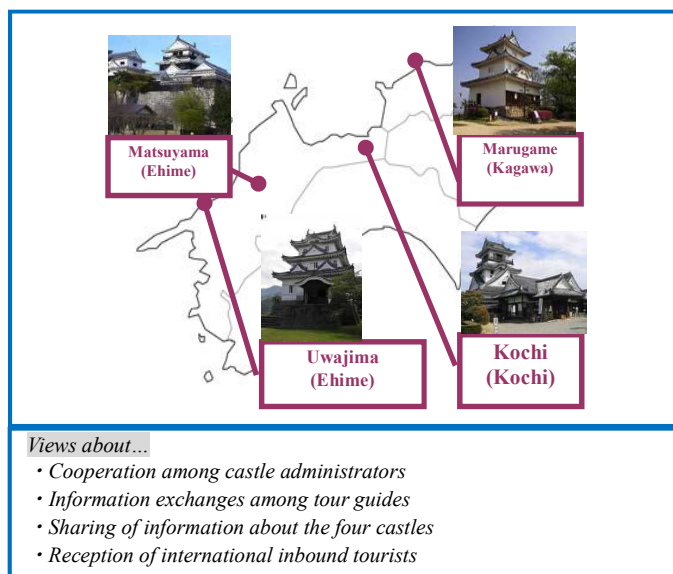 Matsuyama
(Ehime)
Marugame
(Kagawa)
Uwajima
(Ehime)
Kochi
(Kochi)
Views about…
・Cooperation among castle administrators
・Information exchanges among tour guides
・Sharing of information about the four castles
・Reception of international inbound tourists